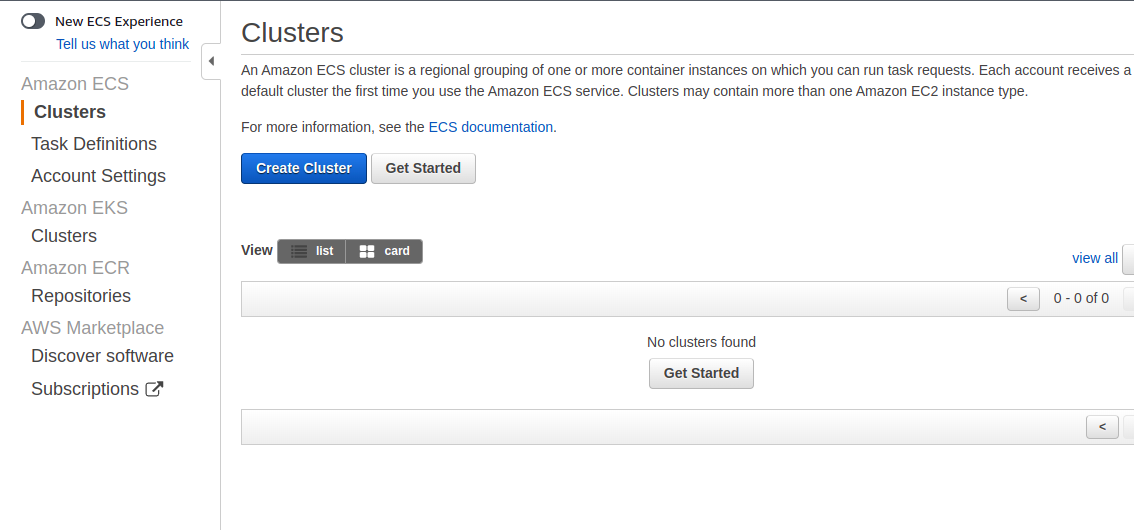 New ECS Experience
Tell us what you think
Amazon ECS
Clusters
Task Definitions
Account Settings
Amazon EKS
Clusters
Amazon ECR
Repositories
AWS Marketplace
Discover software
Subscriptions
Clusters
An Amazon ECS cluster is a regional grouping of one or more container instances on which you can run task requests. Each account receives a
default cluster the first time you use the Amazon ECS service. Clusters may contain more than one Amazon EC2 instance type.
For more information, see the ECS documentation.
Create Cluster Get Started
View list card
view all
< 0 - 0 of 0
No clusters found
Get Started
<